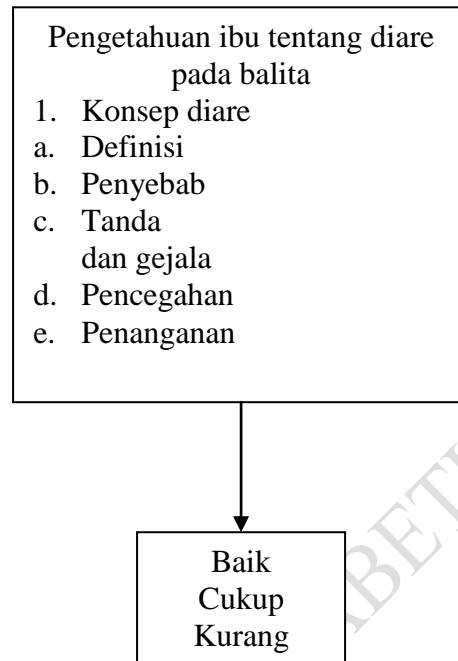 Pengetahuan ibu tentang diare
pada balita
1. Konsep diare
a. Definisi
b. Penyebab
c. Tanda
dan gejala
d. Pencegahan
e. Penanganan
Baik
Cukup
Kurang